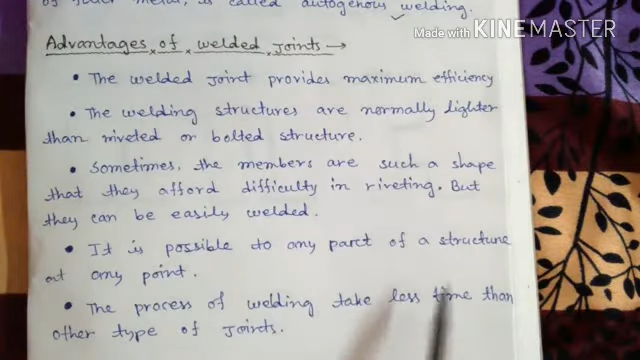 of filler metal, is called autogenous welding.
Made with KINEMASTER
Advantages of welded joints →
• The welded joint provides maximum efficiency
• The welding structures are normally lighter
than riveted or bolted structure.
• Sometimes, the members are such a shape
that they afford difficulty in riveting. But
they can be easily welded.
• It is possible to any part of a structure
at any point.
• The process of welding take less time than
other type of joints.